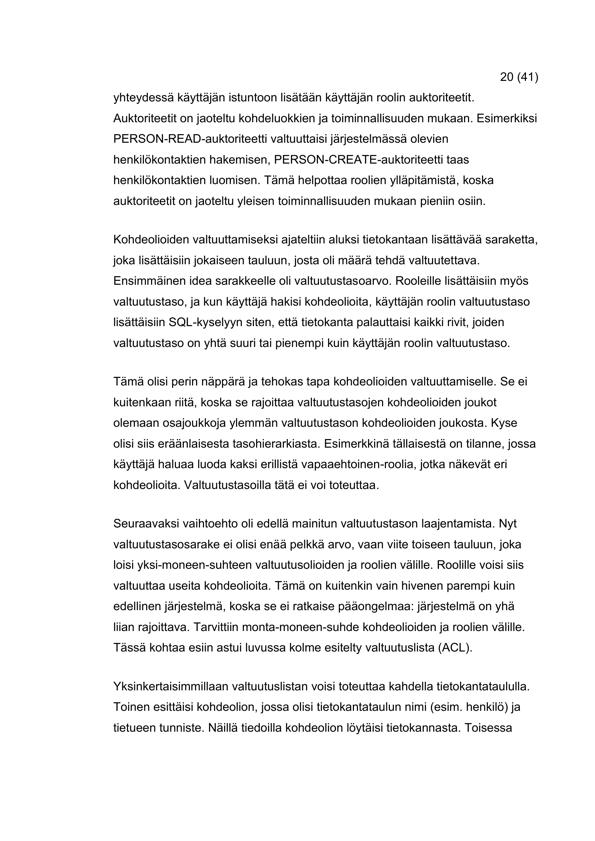 20 (41)
yhteydessä käyttäjän istuntoon lisätään käyttäjän roolin auktoriteetit.
Auktoriteetit on jaoteltu kohdeluokkien ja toiminnallisuuden mukaan. Esimerkiksi
PERSON-READ-auktoriteetti valtuuttaisi järjestelmässä olevien
henkilökontaktien hakemisen, PERSON-CREATE-auktoriteetti taas
henkilökontaktien luomisen. Tämä helpottaa roolien ylläpitämistä, koska
auktoriteetit on jaoteltu yleisen toiminnallisuuden mukaan pieniin osiin.
Kohdeolioiden valtuuttamiseksi ajateltiin aluksi tietokantaan lisättävää saraketta,
joka lisättäisiin jokaiseen tauluun, josta oli määrä tehdä valtuutettava.
Ensimmäinen idea sarakkeelle oli valtuutustasoarvo. Rooleille lisättäisiin myös
valtuutustaso, ja kun käyttäjä hakisi kohdeolioita, käyttäjän roolin valtuutustaso
lisättäisiin SQL-kyselyyn siten, että tietokanta palauttaisi kaikki rivit, joiden
valtuutustaso on yhtä suuri tai pienempi kuin käyttäjän roolin valtuutustaso.
Tämä olisi perin näppärä ja tehokas tapa kohdeolioiden valtuuttamiselle. Se ei
kuitenkaan riitä, koska se rajoittaa valtuutustasojen kohdeolioiden joukot
olemaan osajoukkoja ylemmän valtuutustason kohdeolioiden joukosta. Kyse
olisi siis eräänlaisesta tasohierarkiasta. Esimerkkinä tällaisestä on tilanne, jossa
käyttäjä haluaa luoda kaksi erillistä vapaaehtoinen-roolia, jotka näkevät eri
kohdeolioita. Valtuutustasoilla tätä ei voi toteuttaa.
Seuraavaksi vaihtoehto oli edellä mainitun valtuutustason laajentamista. Nyt
valtuutustasosarake ei olisi enää pelkkä arvo, vaan viite toiseen tauluun, joka
loisi yksi-moneen-suhteen valtuutusolioiden ja roolien välille. Roolille voisi siis
valtuuttaa useita kohdeolioita. Tämä on kuitenkin vain hivenen parempi kuin
edellinen järjestelmä, koska se ei ratkaise pääongelmaa: järjestelmä on yhä
liian rajoittava. Tarvittiin monta-moneen-suhde kohdeolioiden ja roolien välille.
Tässä kohtaa esiin astui luvussa kolme esitelty valtuutuslista (ACL).
Yksinkertaisimmillaan valtuutuslistan voisi toteuttaa kahdella tietokantataululla.
Toinen esittäisi kohdeolion, jossa olisi tietokantataulun nimi (esim. henkilö) ja
tietueen tunniste. Näillä tiedoilla kohdeolion löytäisi tietokannasta. Toisessa